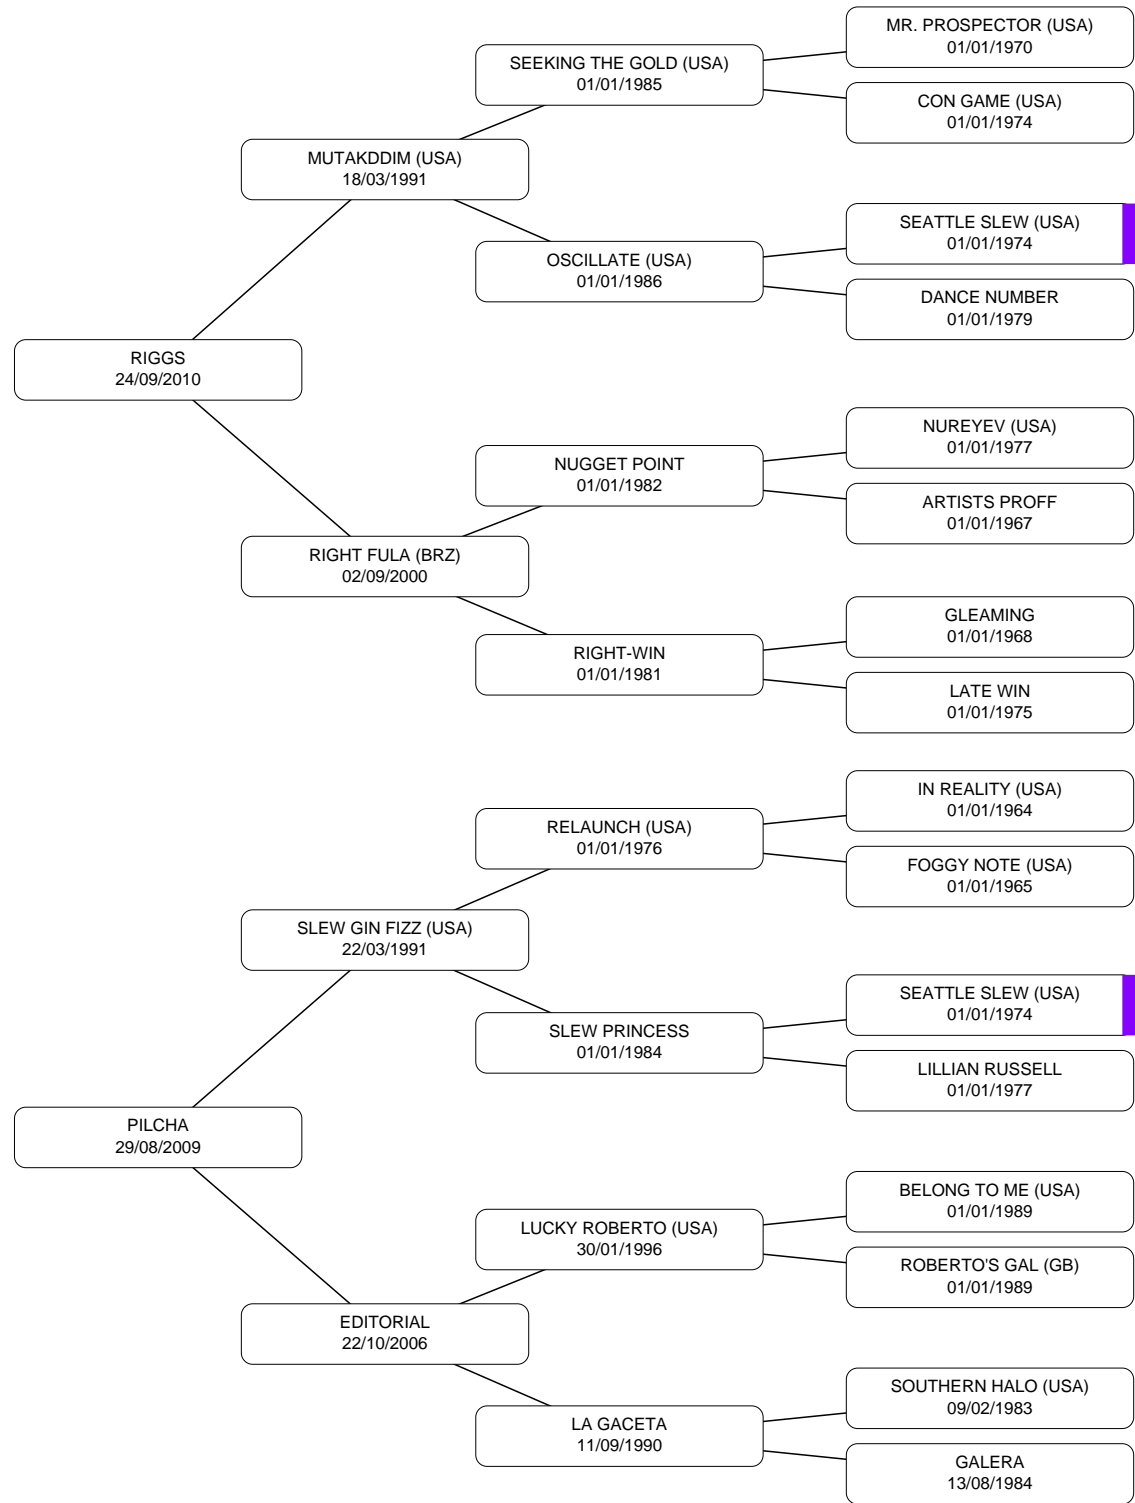 MR. PROSPECTOR (USA)
01/01/1970
SEEKING THE GOLD (USA)
01/01/1985
CON GAME (USA)
01/01/1974
MUTAKDDIM (USA)
18/03/1991
SEATTLE SLEW (USA)
01/01/1974
OSCILLATE (USA)
01/01/1986
DANCE NUMBER
01/01/1979
RIGGS
24/09/2010
NUREYEV (USA)
01/01/1977
NUGGET POINT
01/01/1982
ARTISTS PROFF
01/01/1967
RIGHT FULA (BRZ)
02/09/2000
GLEAMING
01/01/1968
RIGHT-WIN
01/01/1981
LATE WIN
01/01/1975
IN REALITY (USA)
01/01/1964
RELAUNCH (USA)
01/01/1976
FOGGY NOTE (USA)
01/01/1965
SLEW GIN FIZZ (USA)
22/03/1991
SEATTLE SLEW (USA)
01/01/1974
SLEW PRINCESS
01/01/1984
LILLIAN RUSSELL
01/01/1977
PILCHA
29/08/2009
BELONG TO ME (USA)
01/01/1989
LUCKY ROBERTO (USA)
30/01/1996
ROBERTO'S GAL (GB)
01/01/1989
EDITORIAL
22/10/2006
SOUTHERN HALO (USA)
09/02/1983
LA GACETA
11/09/1990
GALERA
13/08/1984